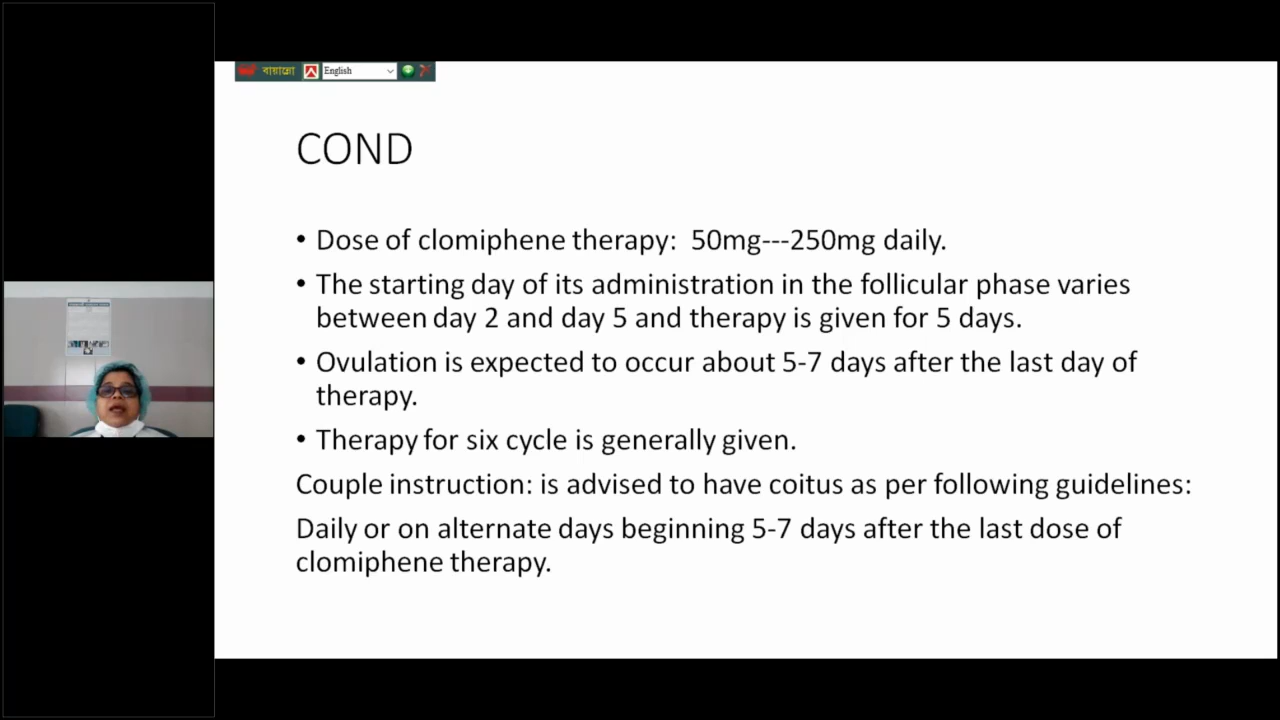 বায়ান্নো English
COND
• Dose of clomiphene therapy: 50mg---250mg daily.
• The starting day of its administration in the follicular phase varies
between day 2 and day 5 and therapy is given for 5 days.
• Ovulation is expected to occur about 5-7 days after the last day of
therapy.
• Therapy for six cycle is generally given.
Couple instruction: is advised to have coitus as per following guidelines:
Daily or on alternate days beginning 5-7 days after the last dose of
clomiphene therapy.